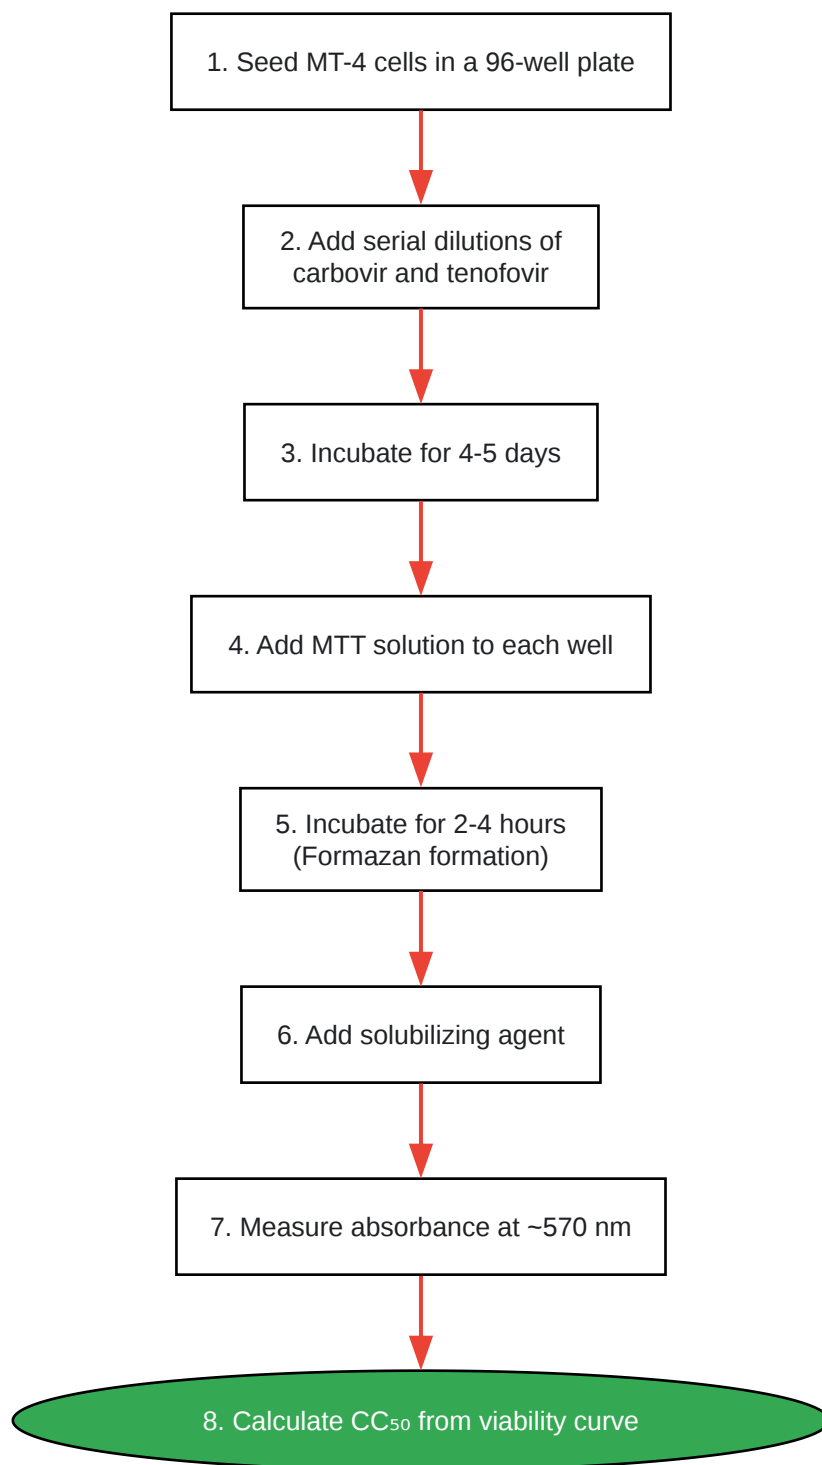 1. Seed MT-4 cells in a 96-well plate
2. Add serial dilutions of
carbovir and tenofovir
3. Incubate for 4-5 days
4. Add MTT solution to each well
5. Incubate for 2-4 hours
(Formazan formation)
6. Add solubilizing agent
7. Measure absorbance at ~570 nm
8. Calculate CC₅₀ from viability curve